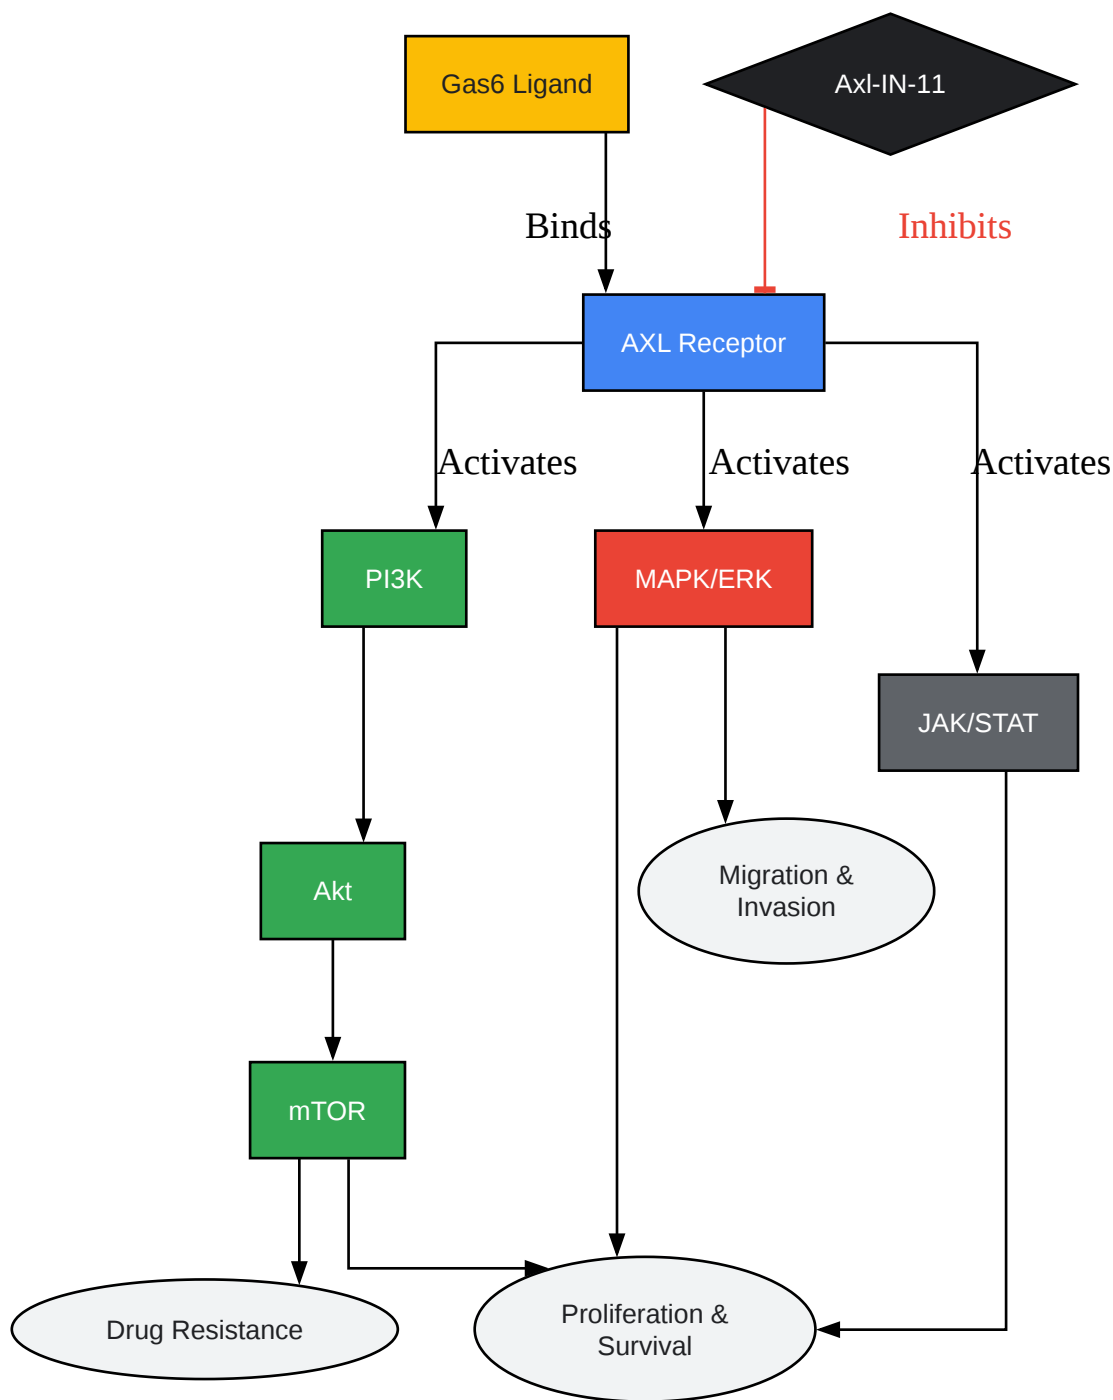 Gas6 Ligand
Axl-IN-11
Binds
Inhibits
AXL Receptor
Activates
Activates
Activates
PI3K
MAPK/ERK
JAK/STAT
Migration &
Invasion
Akt
mTOR
Drug Resistance
Proliferation &
Survival